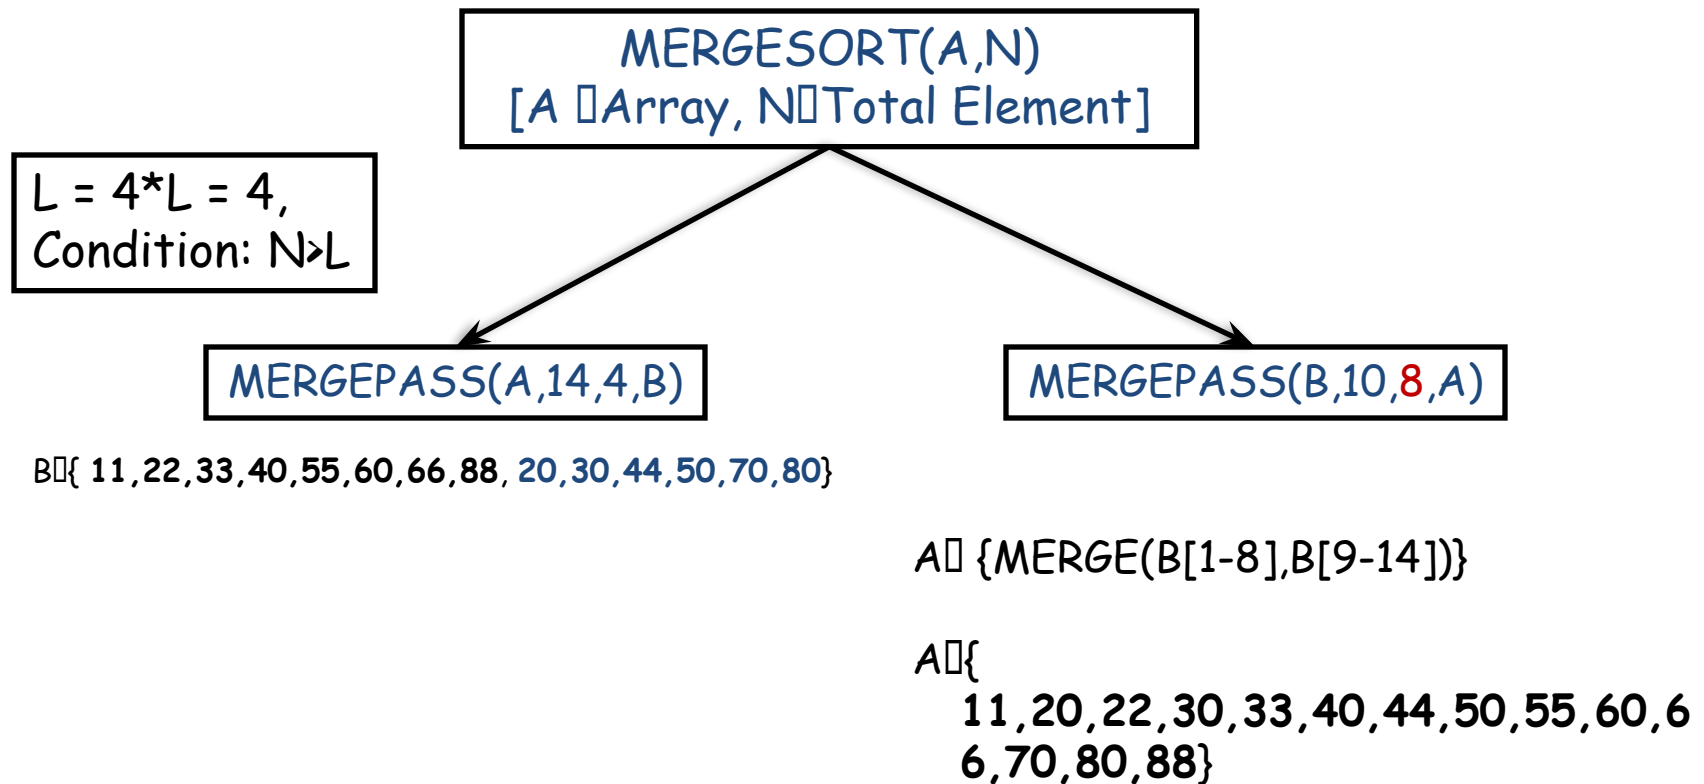 MERGESORT(A,N)
[A ▯Array, N▯Total Element]
L = 4*L = 4,
Condition: N>L
MERGEPASS(A,14,4,B)
MERGEPASS(B,10,8,A)
B▯{ 11,22,33,40,55,60,66,88, 20,30,44,50,70,80}
A▯ {MERGE(B[1-8],B[9-14])}
A▯{
11,20,22,30,33,40,44,50,55,60,6
6,70,80,88}